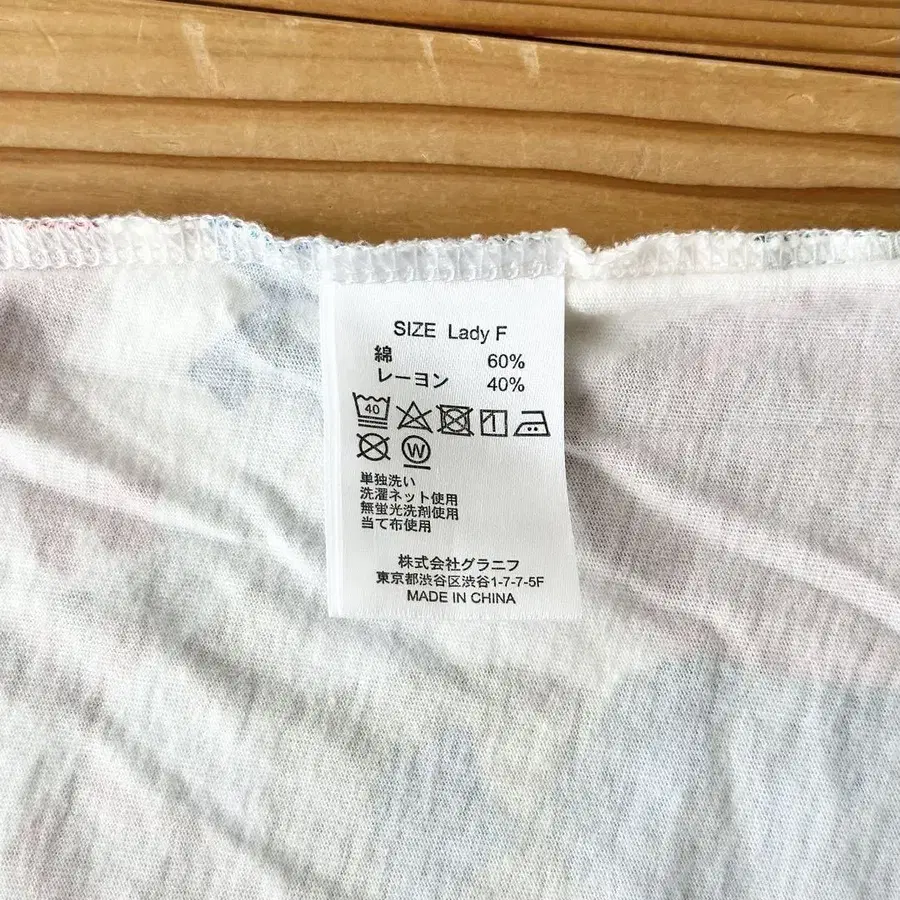 SIZE Lady F
綿 60%
レーヨン 40%
40
W
単独洗い
洗濯ネット使用
無蛍光洗剤使用
当て布使用
株式会社グラニフ
東京都渋谷区渋谷1-7-7-5F
MADE IN CHINA